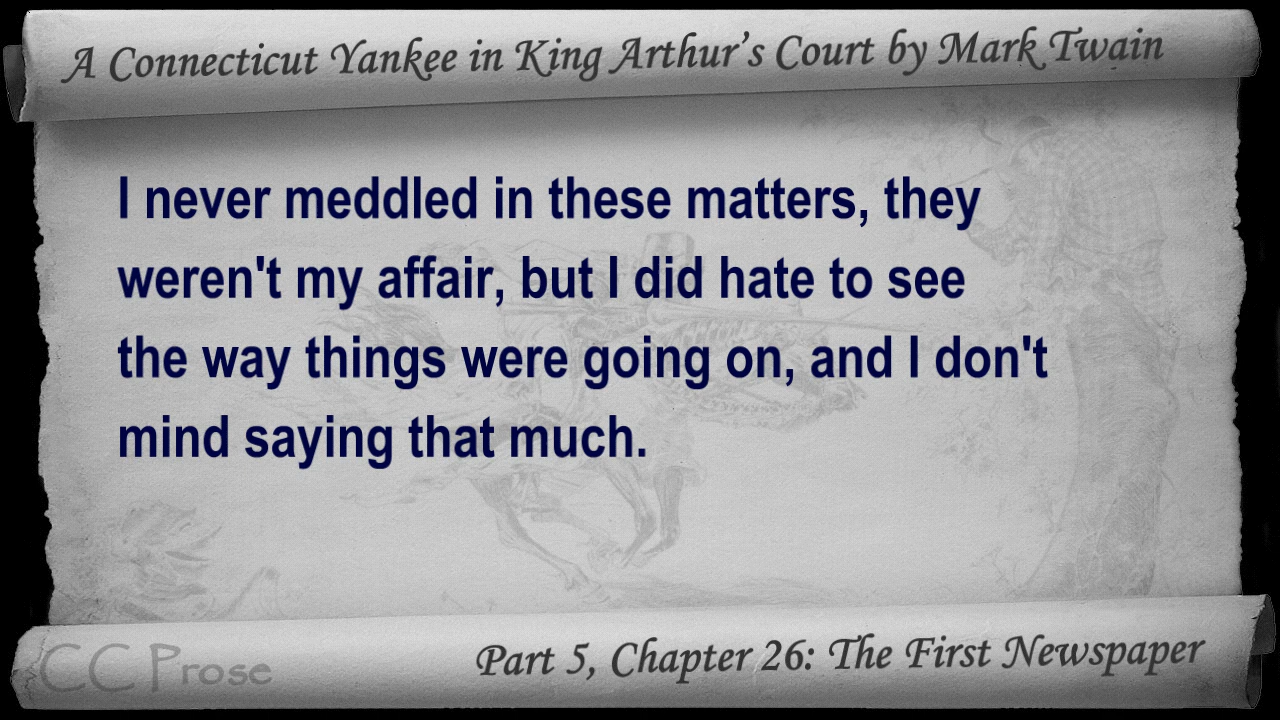 A Connecticut Yankee in King Arthur's Court by Mark Twain
I never meddled in these matters, they
weren't my affair, but I did hate to see
the way things were going on, and I don't
mind saying that much.
CC Prose
Part 5, Chapter 26: The First Newspaper